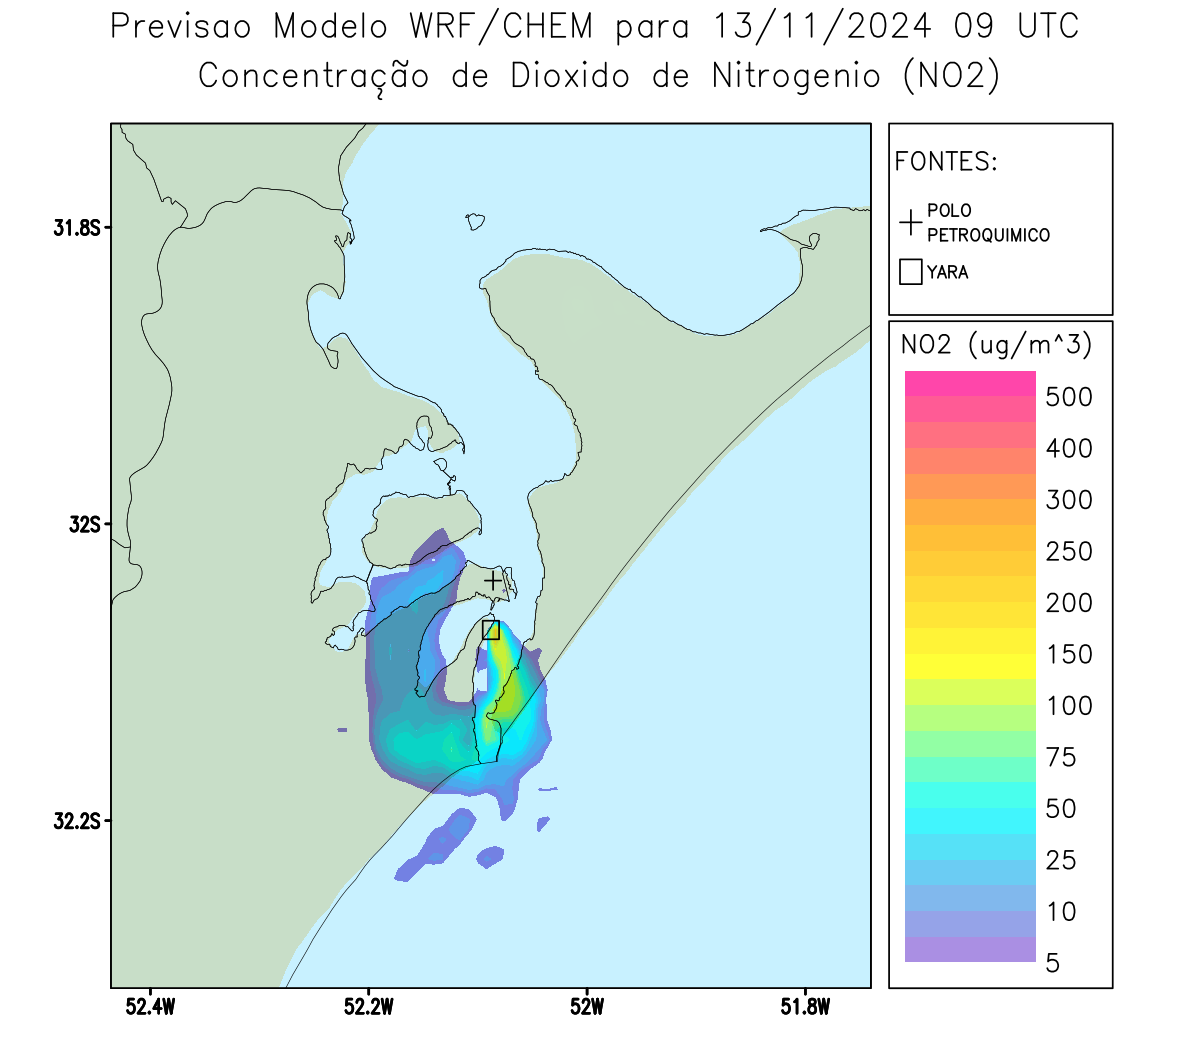 Previsao Modelo WRF/CHEM para 13/11/2024 09 UTC
Concentração de Dioxido de Nitrogenio (NO2)
FONTES:
POLO
PETROQUIMICO
YARA
NO2 (ug/m^3)
500
400
300
250
200
150
100
75
50
25
10
5
31.8S
32S
32.2S
52.4W
52.2W
52W
51.8W